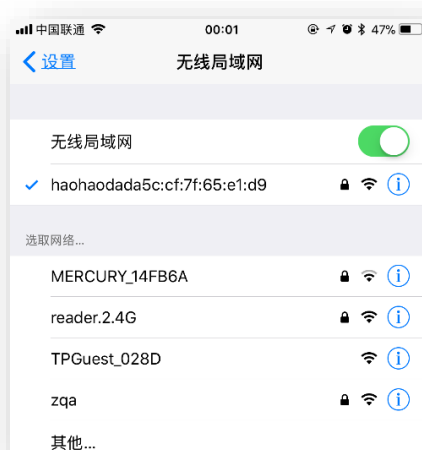 中国联通 00:01 47%
设置 无线局域网
无线局域网
haohaodada5c:cf:7f:65:e1:d9
选取网络...
MERCURY_14FB6A
reader.2.4G
TPGuest_028D
zqa
其他...